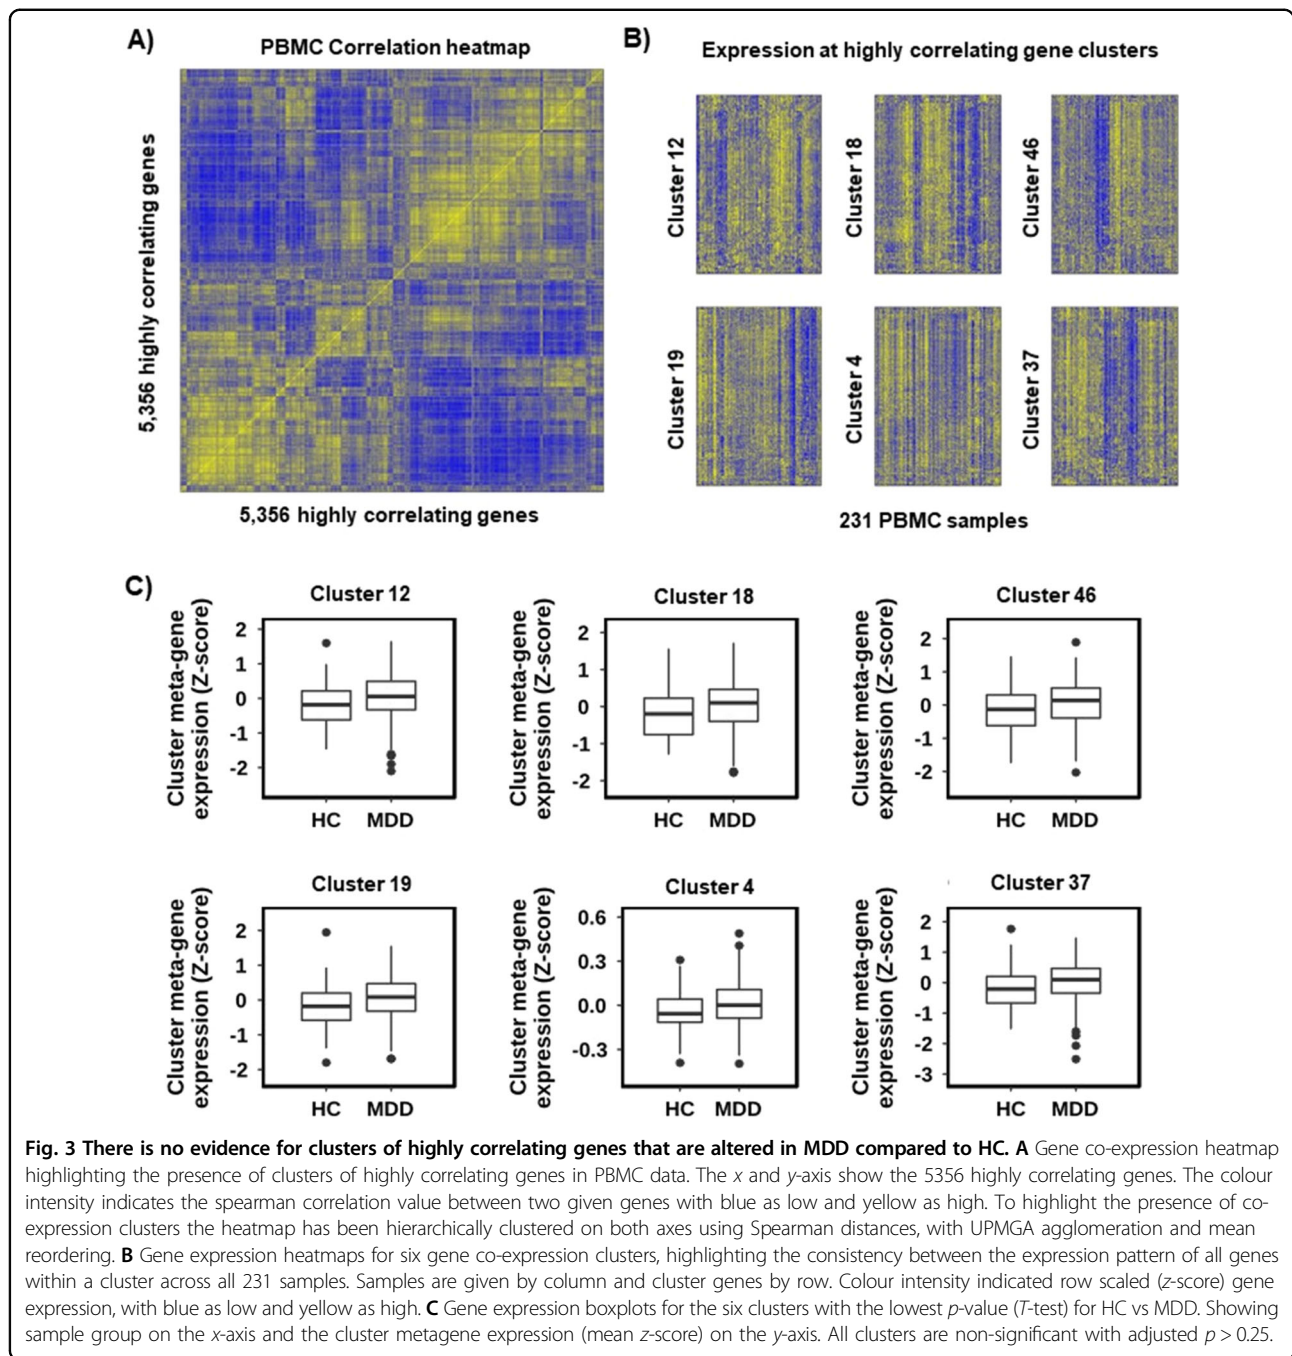 A)
PBMC Correlation heatmap
5,356 highly correlating genes
5,356 highly correlating genes
B)
Expression at highly correlating gene clusters
Cluster 12
Cluster 18
Cluster 46
Cluster 19
Cluster 4
Cluster 37
231 PBMC samples
C)
Cluster 12
Cluster meta-gene
expression (Z-score)
2
1
0
-1
-2
HC MDD
Cluster 18
Cluster meta-gene
expression (Z-score)
2
1
0
-1
-2
HC MDD
Cluster 46
Cluster meta-gene
expression (Z-score)
2
1
0
-1
-2
HC MDD
Cluster 19
Cluster meta-gene
expression (Z-score)
2
1
0
-1
-2
HC MDD
Cluster 4
Cluster meta-gene
expression (Z-score)
0.6
0.3
0.0
-0.3
HC MDD
Cluster 37
Cluster meta-gene
expression (Z-score)
2
1
0
-1
-2
-3
HC MDD
Fig. 3 There is no evidence for clusters of highly correlating genes that are altered in MDD compared to HC. A Gene co-expression heatmap
highlighting the presence of clusters of highly correlating genes in PBMC data. The x and y-axis show the 5356 highly correlating genes. The colour
intensity indicates the spearman correlation value between two given genes with blue as low and yellow as high. To highlight the presence of co-
expression clusters the heatmap has been hierarchically clustered on both axes using Spearman distances, with UPMGA agglomeration and mean
reordering. B Gene expression heatmaps for six gene co-expression clusters, highlighting the consistency between the expression pattern of all genes
within a cluster across all 231 samples. Samples are given by column and cluster genes by row. Colour intensity indicated row scaled (z-score) gene
expression, with blue as low and yellow as high. C Gene expression boxplots for the six clusters with the lowest p-value (T-test) for HC vs MDD. Showing
sample group on the x-axis and the cluster metagene expression (mean z-score) on the y-axis. All clusters are non-significant with adjusted p > 0.25.